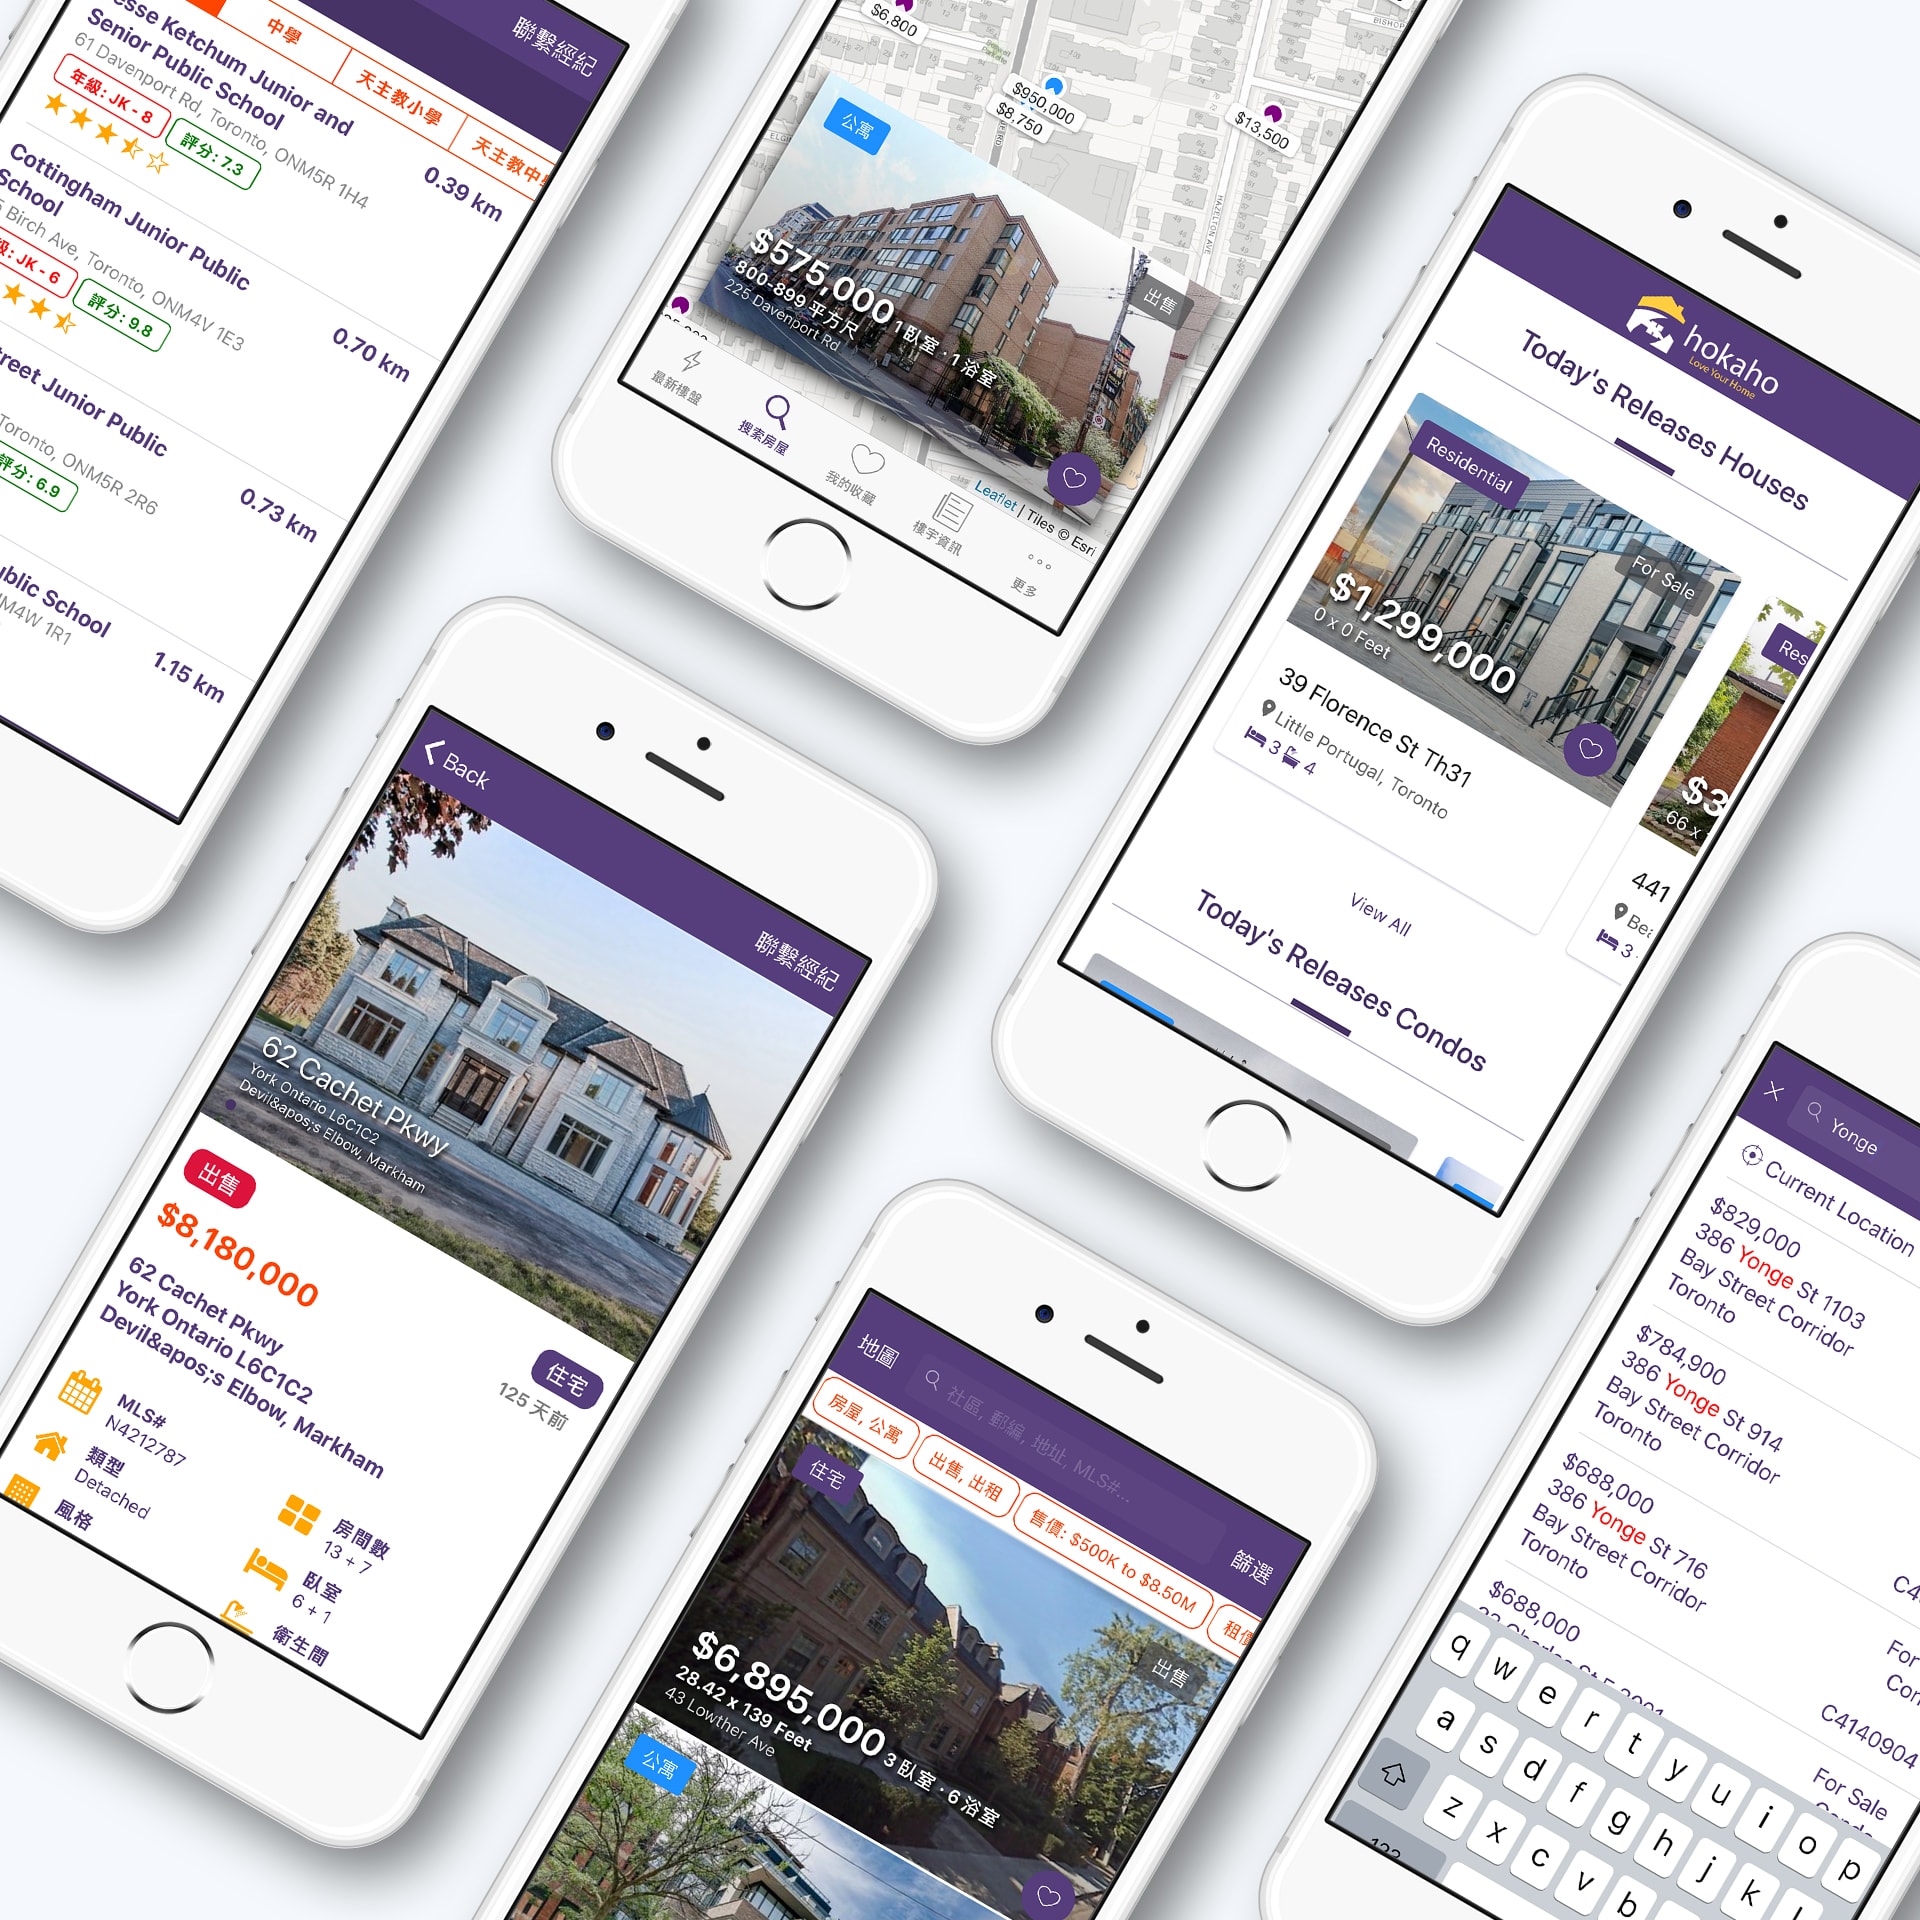 聯繫經紀
中學
天主教小學
天主教中學
Jesse Ketchum Junior and
Senior Public School
61 Davenport Rd, Toronto, ONM5R 1H4
年級: JK - 8
評分: 7.3
0.39 km
Cottingham Junior Public
School
Birch Ave, Toronto, ONM4V 1E3
級: JK - 6
評分: 9.8
0.70 km
Street Junior Public
Toronto, ONM5R 2R6
評分: 6.9
0.73 km
Public School
NM4W 1R1
1.15 km
$6,800
$950,000
$8,750
$13,500
BISHOP
HAZELTON AVE
公寓
出售
$575,000
800-899 平方尺
1 臥室 · 1 浴室
225 Davenport Rd
Leaflet | Tiles © Esri
最新樓盤
搜索房屋
我的收藏
樓宇資訊
更多
hokaho
Love Your Home
Today's Releases Houses
Residential
For Sale
$1,299,000
0 x 0 Feet
39 Florence St Th31
Little Portugal, Toronto
3 4
Res
$3
66 x
441
3
View All
Today's Releases Condos
Back
聯繫經紀
62 Cachet Pkwy
York Ontario L6C1C2
Devil&apos;s Elbow, Markham
出售
$8,180,000
住宅
125 天前
62 Cachet Pkwy
York Ontario L6C1C2
Devil&apos;s Elbow, Markham
MLS#
N4212787
類型
Detached
風格
房間數
13 + 7
臥室
6 + 1
衛生間
地圖
社區, 郵編, 地址, MLS#...
篩選
房屋, 公寓
出售, 出租
售價: $500K to $8.50M
租價
住宅
出售
$6,895,000
28.42 x 139 Feet
3 臥室 · 6 浴室
43 Lowther Ave
公寓
Yonge
Current Location
$829,000
386 Yonge St 1103
Bay Street Corridor
Toronto
$784,900
386 Yonge St 914
Bay Street Corridor
Toronto
$688,000
386 Yonge St 716
Bay Street Corridor
Toronto
C4
For
Con
$688,000
C4140904
For Sale
q w e r t y u i o p
a s d f g h j k l
z x c v b
123